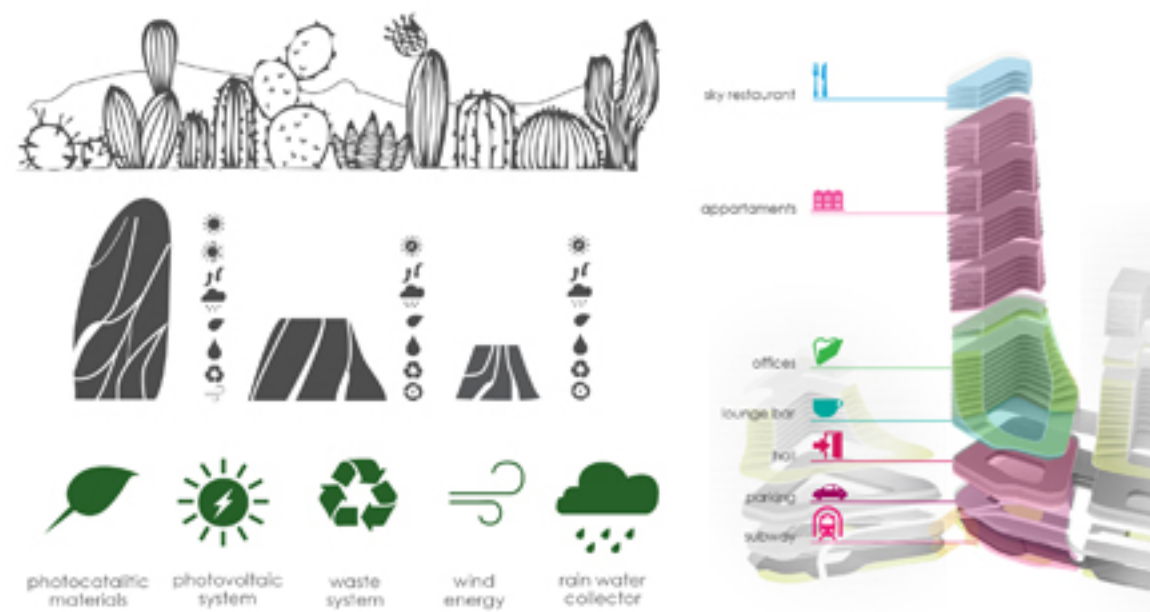 sky restaurant
appartaments
offices
lounge bar
hol
parking
subway
photocatalitic
materials
photovoltaic
system
waste
system
wind
energy
rain water
collector